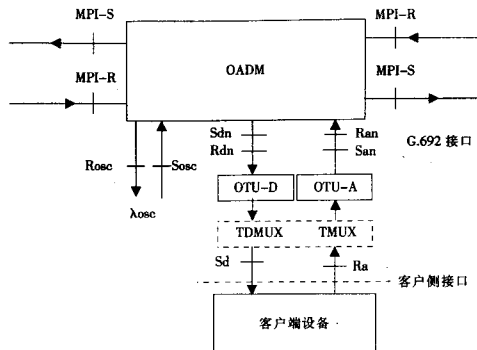 MPI-S
MPI-R
OADM
MPI-R
MPI-S
Sdn
Ran
G.692 接口
Rosc
Sosc
Rdn
San
λosc
OTU-D
OTU-A
TDMUX
TMUX
Sd
Ra
客户侧接口
客户端设备